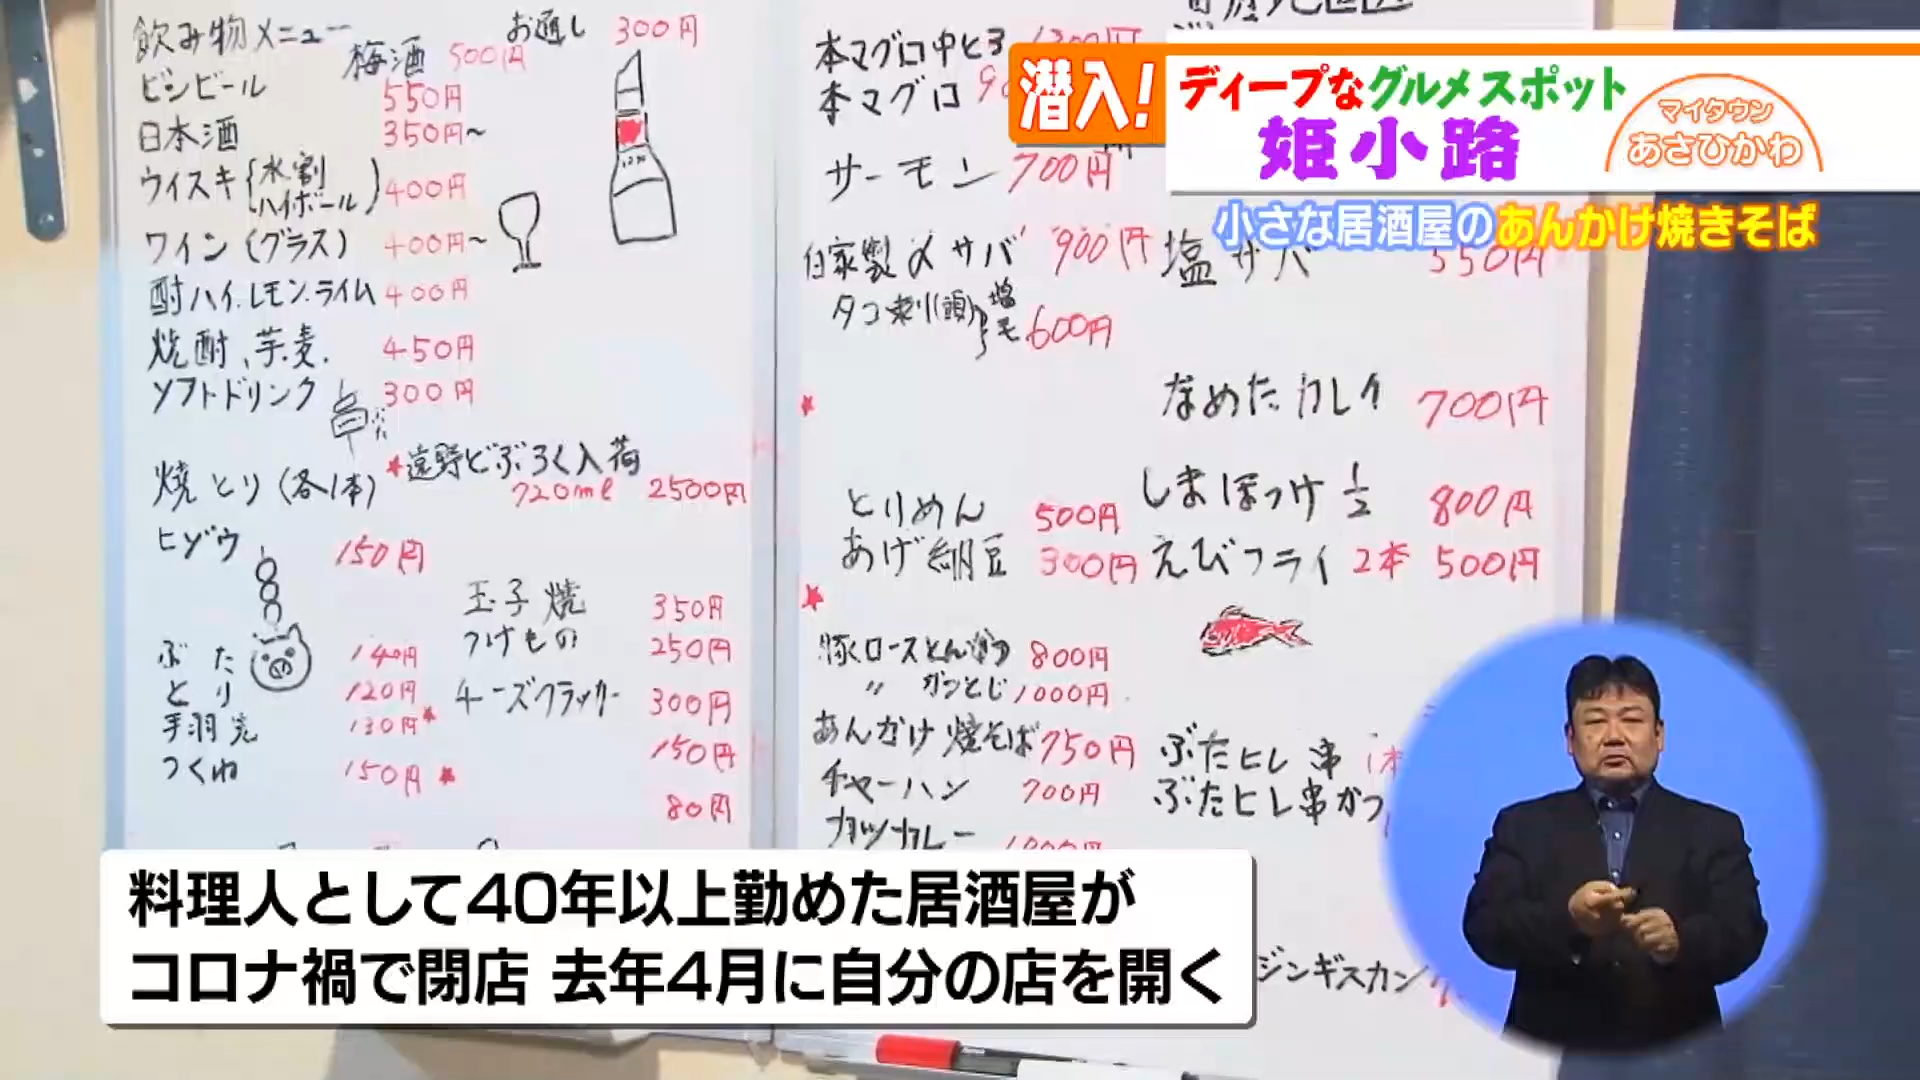 潜入!
ディープなグルメスポット
姫小路
マイタウン
あさひかわ
小さな居酒屋のあんかけ焼きそば
飲み物メニュー
お通し 300円
梅酒 500円
ビンビール 550円
日本酒 350円~
ウイスキ{水割 ハイボール} 400円
ワイン(グラス) 400円~
酎ハイ.レモン.ライム 400円
焼酎、芋.麦. 450円
ソフトドリンク 300円
★遠野どぶろく入荷
720ml 2500円
焼とり(各1本)
ヒゾウ 150円
ぶた 140円
とり 120円
手羽先 130円★
つくね 150円★
玉子焼 350円
つけもの 250円
チーズクラッカー 300円
150円
80円
本マグロ中とろ
本マグロ
サーモン 700円
自家製〆サバ 900円
タコ刺(頭) 600円
とりめん 500円
あげ納豆 300円
豚ロースとんかつ 800円
〃 カツとじ 1000円
あんかけ焼そば 750円
チャーハン 700円
カツカレー
塩サバ 550円
なめたカレイ 700円
しまほっけ 1/2 800円
えびフライ 2本 500円
ぶたヒレ串 1本
ぶたヒレ串かつ
ジンギスカン
料理人として40年以上勤めた居酒屋が
コロナ禍で閉店 去年4月に自分の店を開く